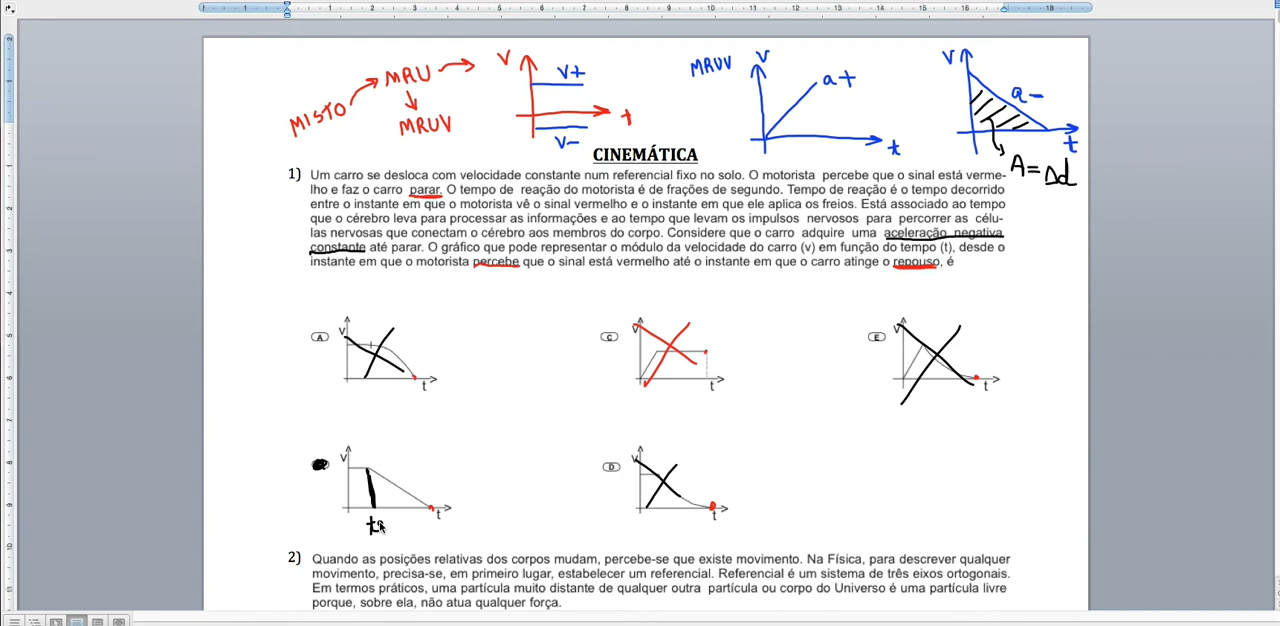 MISTO
MRU
MRUV
V
V+
V-
t
MRUV
V
a+
t
V
a-
t
A=Δd
CINEMÁTICA
1) Um carro se desloca com velocidade constante num referencial fixo no solo. O motorista percebe que o sinal está verme-
lho e faz o carro parar. O tempo de reação do motorista é de frações de segundo. Tempo de reação é o tempo decorrido
entre o instante em que o motorista vê o sinal vermelho e o instante em que ele aplica os freios. Está associado ao tempo
que o cérebro leva para processar as informações e ao tempo que levam os impulsos nervosos para percorrer as célu-
las nervosas que conectam o cérebro aos membros do corpo. Considere que o carro adquire uma aceleração negativa
constante até parar. O gráfico que pode representar o módulo da velocidade do carro (v) em função do tempo (t), desde o
instante em que o motorista percebe que o sinal está vermelho até o instante em que o carro atinge o repouso, é
A
V
t
C
V
t
E
V
t
V
t
D
V
t
2) Quando as posições relativas dos corpos mudam, percebe-se que existe movimento. Na Física, para descrever qualquer
movimento, precisa-se, em primeiro lugar, estabelecer um referencial. Referencial é um sistema de três eixos ortogonais.
Em termos práticos, uma partícula muito distante de qualquer outra partícula ou corpo do Universo é uma partícula livre
porque, sobre ela, não atua qualquer força.